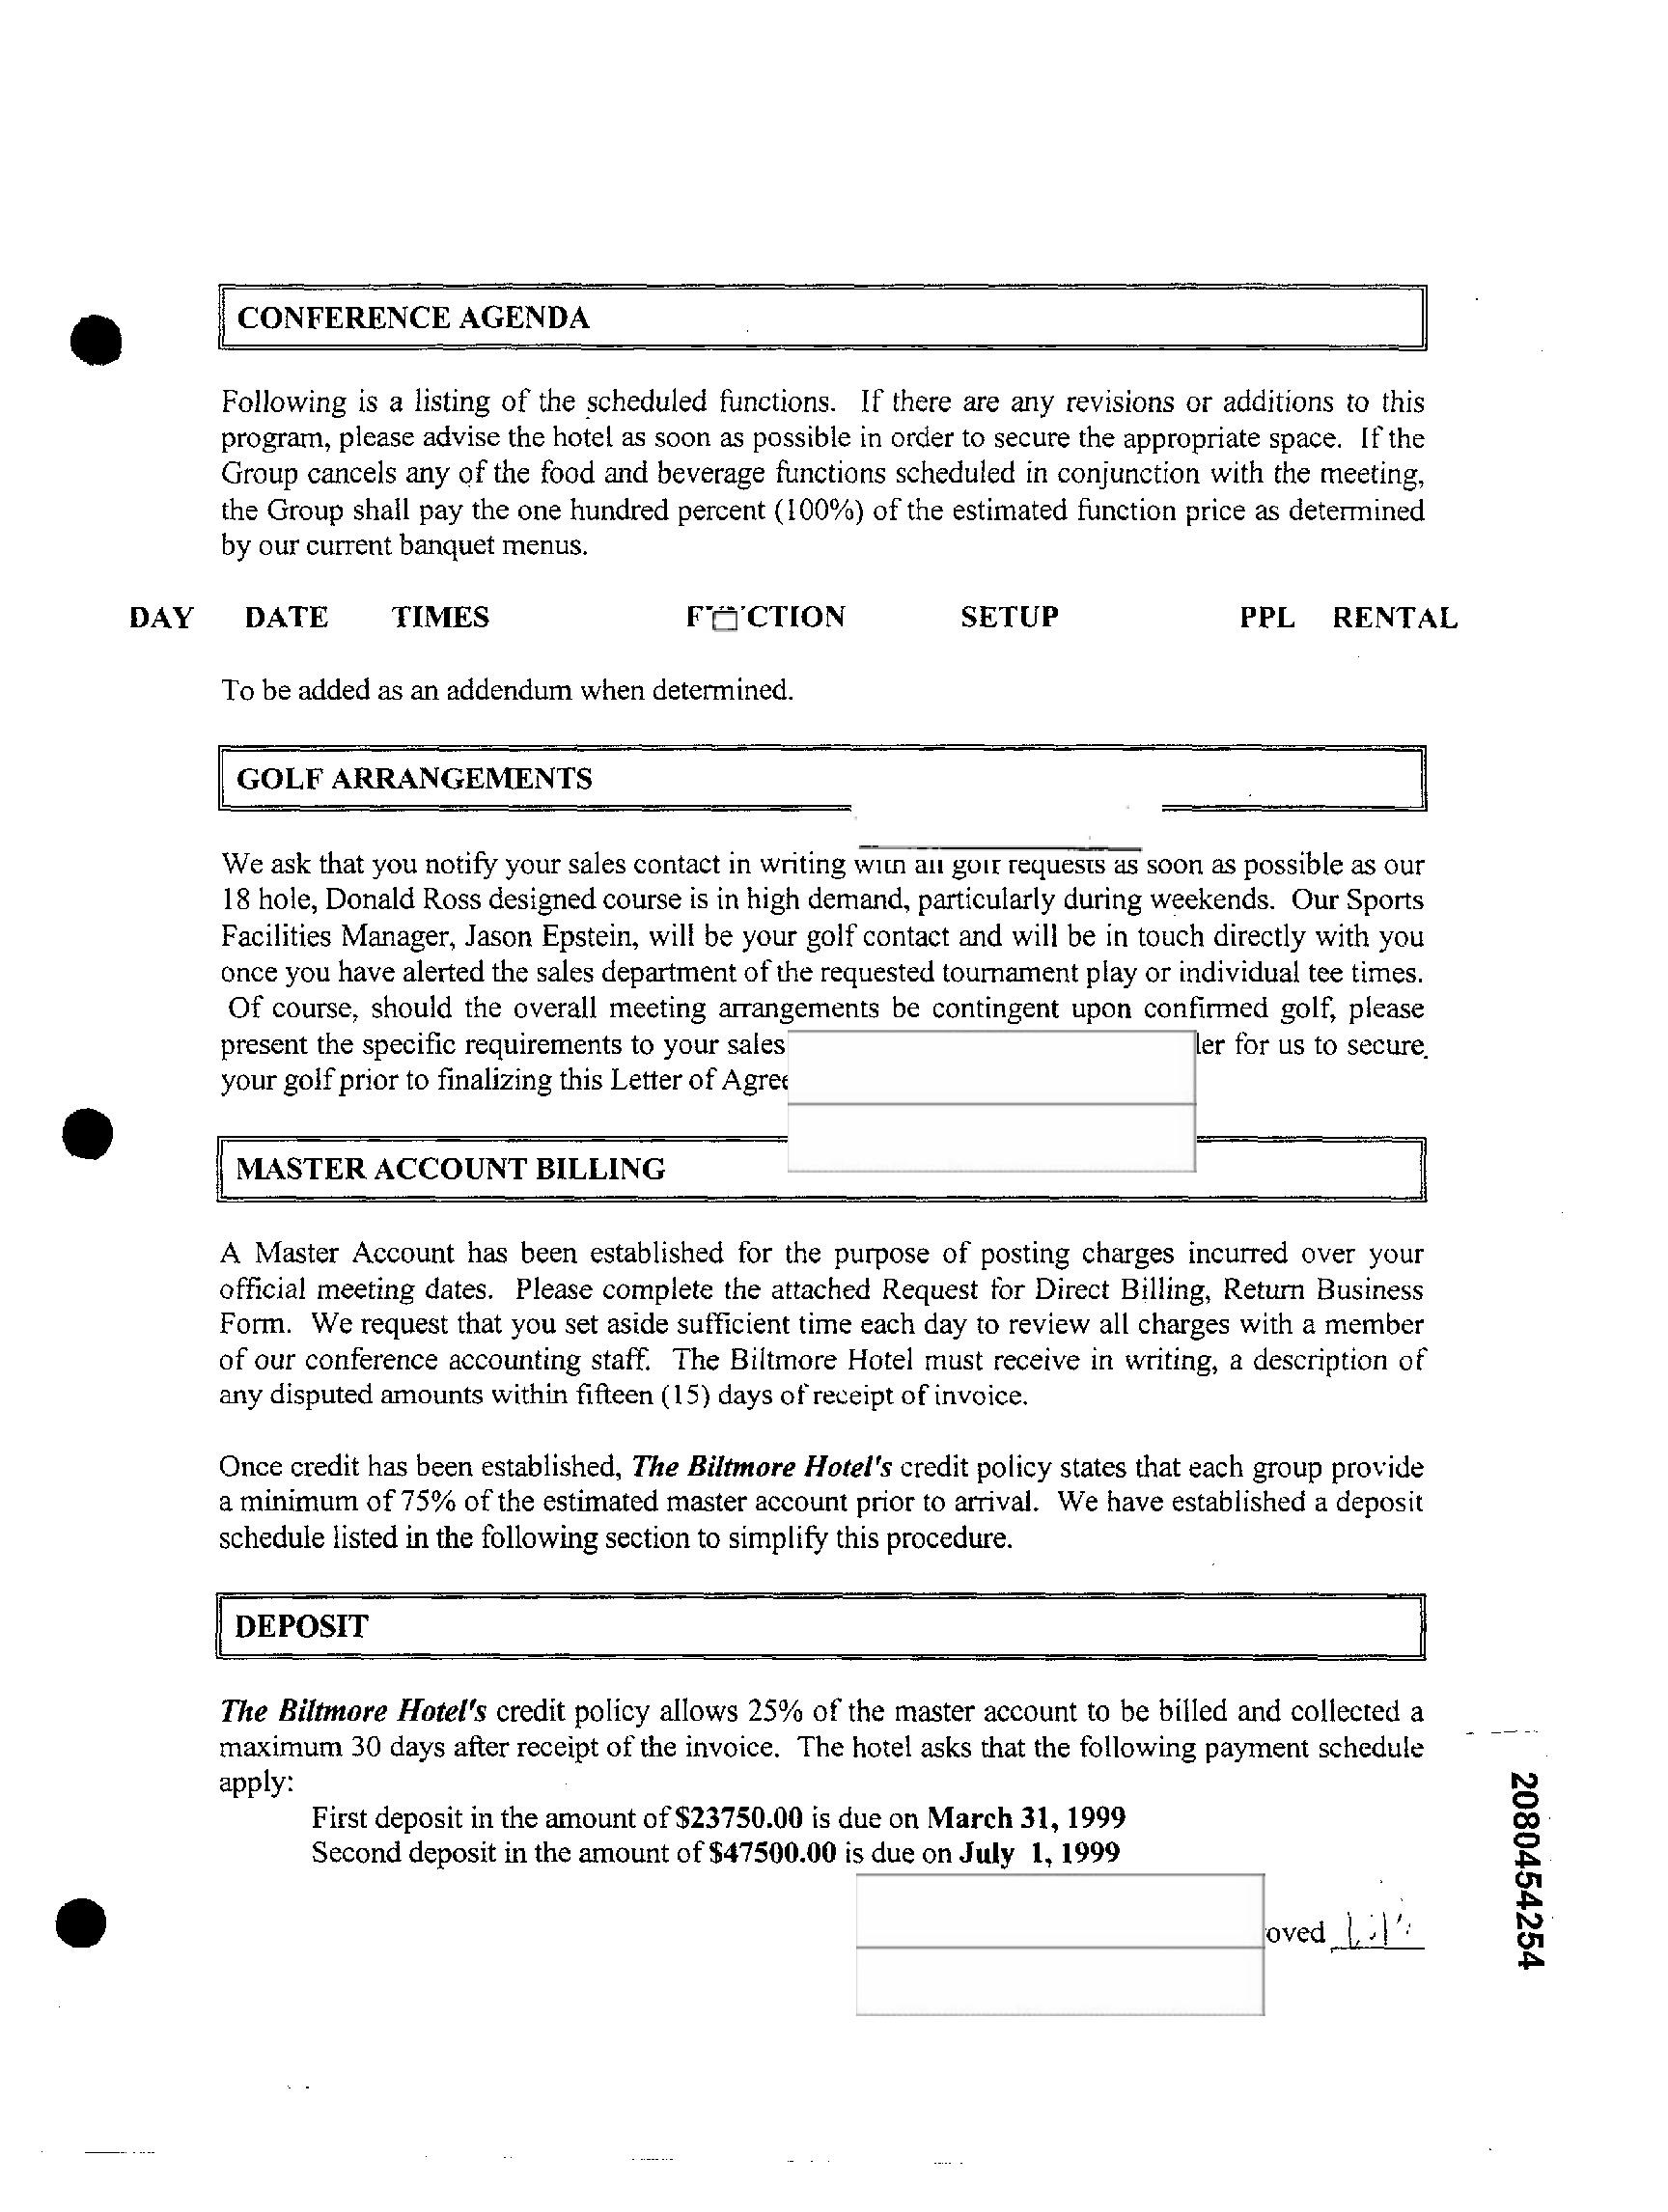 CONFERENCE AGENDA
Following is a listing of the scheduled functions. If there are any revisions or additions to this
program, please advise the hotel as soon as possible in order to secure the appropriate space. If the
Group cancels any of the food and beverage functions scheduled in conjunction with the meeting,
the Group shall pay the one hundred percent (100%) of the estimated function price as determined
by our current banquet menus.
DAY DATE TIMES SETUP PPL RENTAL
To be added as an addendum when determined.
GOLF ARRANGEMENTS
We ask that you notify your sales contact in writing with all golf requests as soon as possible as our
18 hole, Donald Ross designed course is in high demand, particularly during weekends. Our Sports
Facilities Manager, Jason Epstein, will be your golf contact and will be in touch directly with you
once you have alerted the sales department of the requested tournament play or individual tee times.
Of course, should the overall meeting arrangements be contingent upon confirmed golf, please
present the specific requirements to your sales for us to secure
your golf prior to finalizing this Letter of
MASTER ACCOUNT BILLING
A Master Account has been established for the purpose of posting charges incurred over your
official meeting dates. Please complete the attached Request for Direct Billing, Return Business
Form. We request that you set aside sufficient time each day to review all charges with a member
of our conference accounting staff. The Biltmore Hotel must receive in writing, a description of
any disputed amounts within fifteen (15) days of receipt of invoice.
Once credit has been established, The Biltmore Hotel's credit policy states that each group provide
a minimum of 75% of the estimated master account prior to arrival. We have established a deposit
schedule listed in the following section to simplify this procedure.
DEPOSIT
The Biltmore Hotel's credit policy allows 25% of the master account to be billed and collected a
maximum 30 days after receipt of the invoice. The hotel asks that the following payment schedule
apply:
First deposit in the amount of $23750.00 is due on March 31, 1999
Second deposit in the amount of $47500.00 is due on July 1, 1999
2080454254